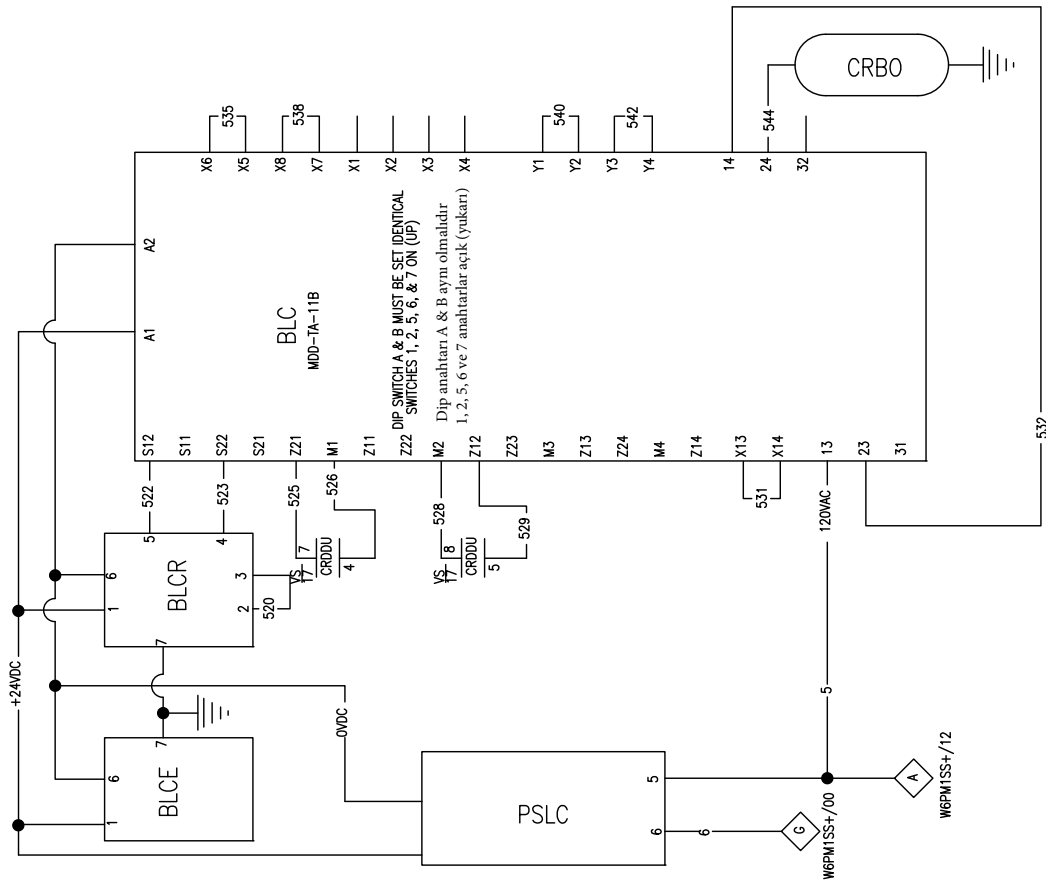 +24VDC
BLCE
1
6
7
BLCR
1
6
7
2
3
5
4
520
0VDC
PSLC
6
5
6
5
G
W6PM1SS+/00
A
W6PM1SS+/12
120VAC
522
523
525
526
VS
17
7
CRDDU
4
528
529
VS
17
8
CRDDU
5
531
532
A1
A2
BLC
MDD-TA-11B
DIP SWITCH A & B MUST BE SET IDENTICAL
SWITCHES 1, 2, 5, 6, & 7 ON (UP)
Dip anahtarı A & B aynı olmalıdır
1, 2, 5, 6 ve 7 anahtarlar açık (yukarı)
S12
S11
S22
S21
Z21
M1
Z11
Z22
M2
Z12
Z23
M3
Z13
Z24
M4
Z14
X13
X14
13
23
31
X6
X5
X8
X7
X1
X2
X3
X4
Y1
Y2
Y3
Y4
14
24
32
535
538
540
542
544
CRBO